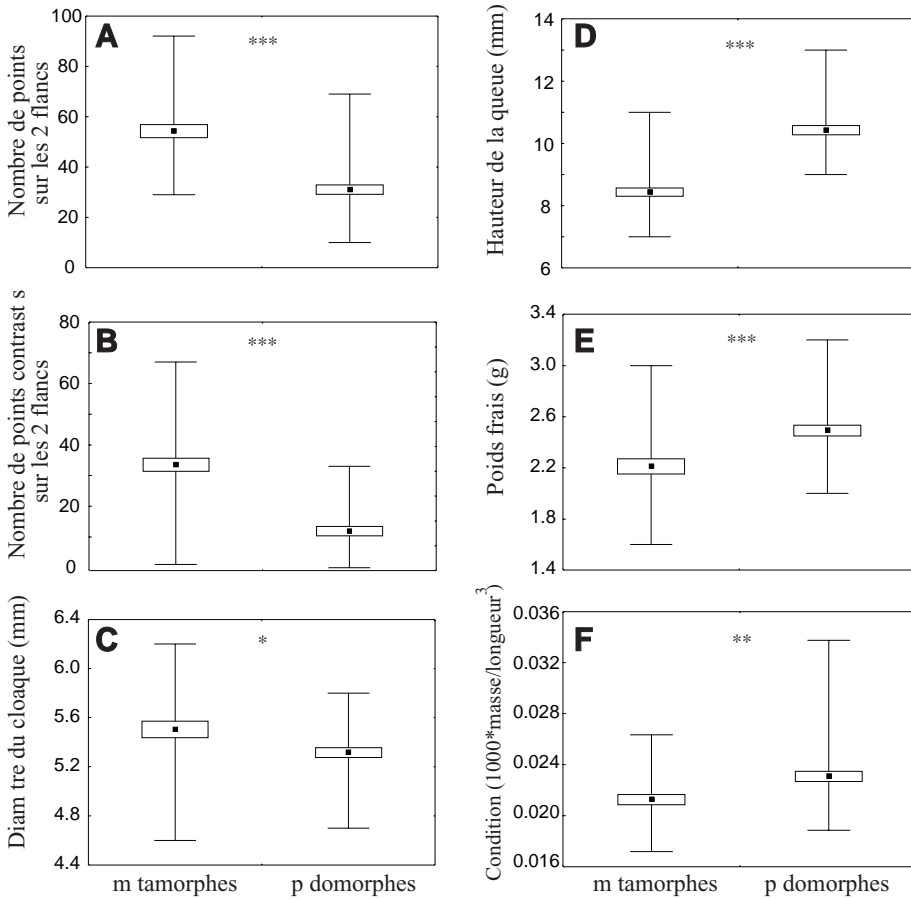 A
***
Nombre de points
sur les 2 flancs
100
80
60
40
20
0
B
***
Nombre de points contrast s
sur les 2 flancs
80
60
40
20
0
C
*
Diam tre du cloaque (mm)
6.4
6.0
5.6
5.2
4.8
4.4
m tamorphes
p domorphes
D
***
Hauteur de la queue (mm)
14
12
10
8
6
E
***
Poids frais (g)
3.4
3.0
2.6
2.2
1.8
1.4
F
**
Condition (1000*masse/longueur³)
0.036
0.032
0.028
0.024
0.020
0.016
m tamorphes
p domorphes